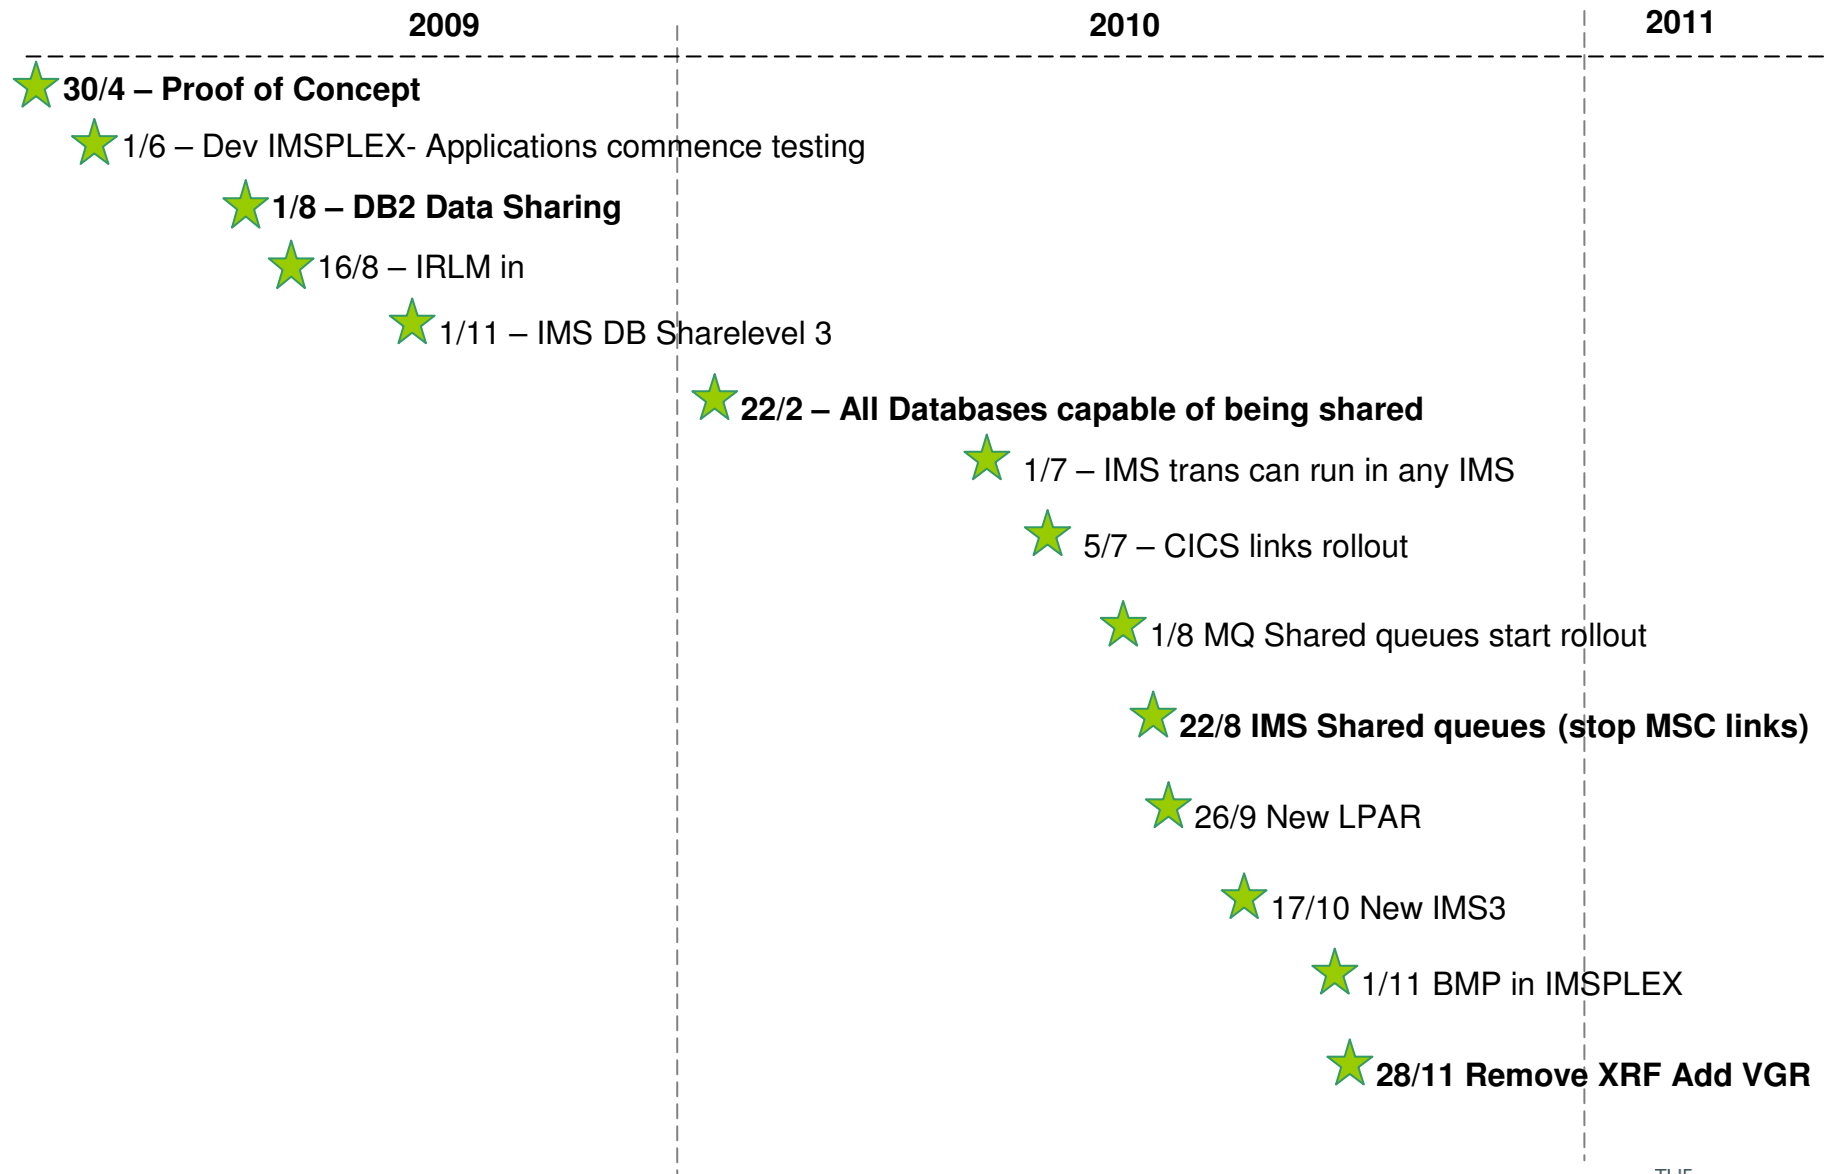 2009 2010 2011
30/4 – Proof of Concept
1/6 – Dev IMSPLEX- Applications commence testing
1/8 – DB2 Data Sharing
16/8 – IRLM in
1/11 – IMS DB Sharelevel 3
22/2 – All Databases capable of being shared
1/7 – IMS trans can run in any IMS
5/7 – CICS links rollout
1/8 MQ Shared queues start rollout
22/8 IMS Shared queues (stop MSC links)
26/9 New LPAR
17/10 New IMS3
1/11 BMP in IMSPLEX
28/11 Remove XRF Add VGR